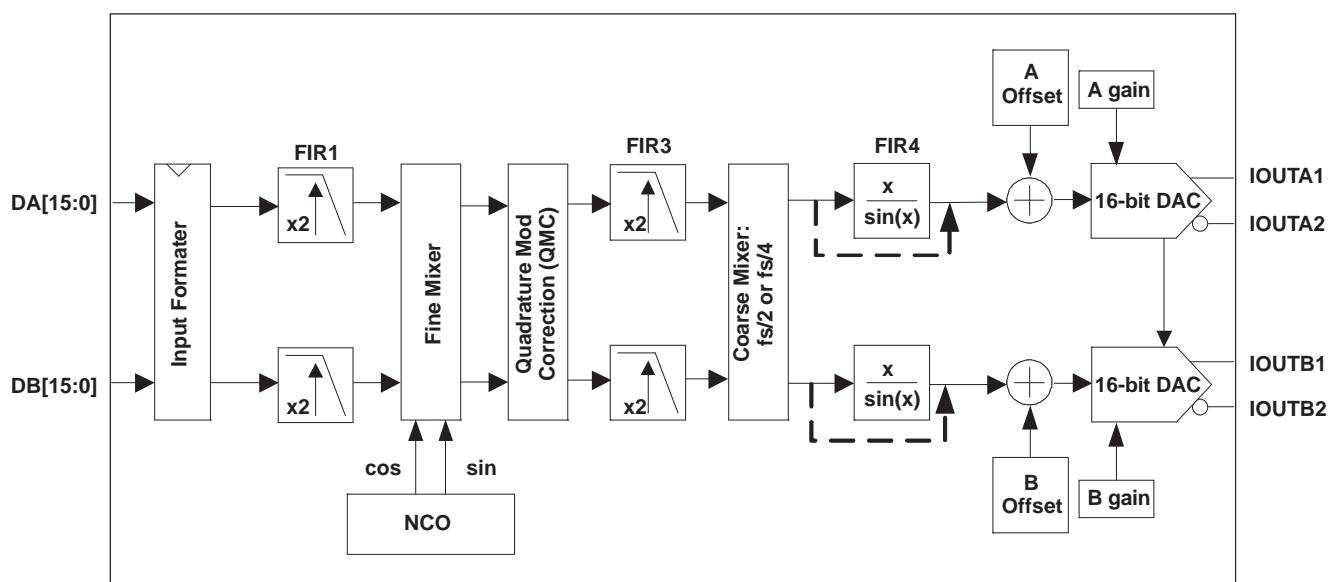 A
Offset
A gain
FIR1
FIR3
FIR4
DA[15:0]
DB[15:0]
Input Formater
x2
x2
Fine Mixer
Quadrature Mod
Correction (QMC)
x2
x2
Coarse Mixer:
fs/2 or fs/4
x
sin(x)
x
sin(x)
16-bit DAC
16-bit DAC
IOUTA1
IOUTA2
IOUTB1
IOUTB2
cos
sin
NCO
B
Offset
B gain